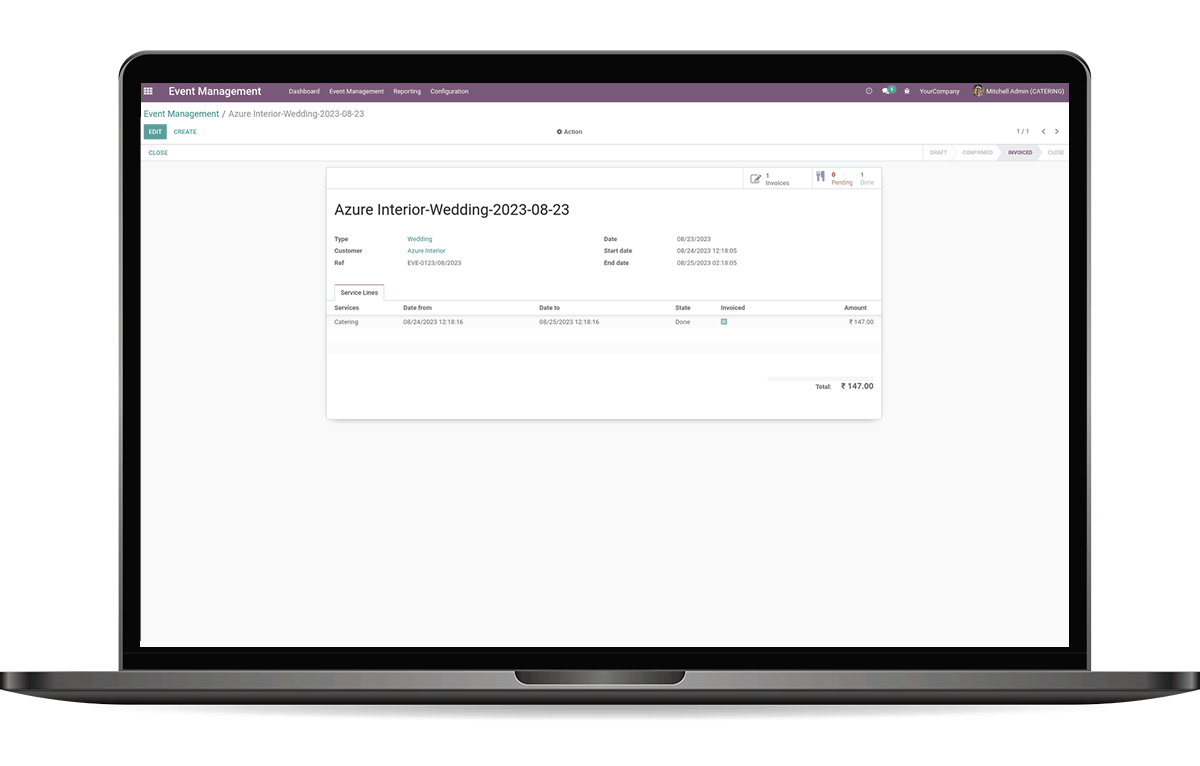 Event Management Dashboard Event Management Reporting Configuration 5 YourCompany Mitchell Admin (CATERING)
Event Management / Azure Interior-Wedding-2023-08-23
EDIT CREATE Action 1 / 1
CLOSE DRAFT CONFIRMED INVOICED CLOSE
1 Invoices 0 Pending 1 Done
Azure Interior-Wedding-2023-08-23
Type Wedding Date 08/23/2023
Customer Azure Interior Start date 08/24/2023 12:18:05
Ref EVE-0123/08/2023 End date 08/25/2023 02:18:05
Service Lines
Services Date from Date to State Invoiced Amount
Catering 08/24/2023 12:18:16 08/25/2023 12:18:16 Done ₹ 147.00
Total: ₹ 147.00